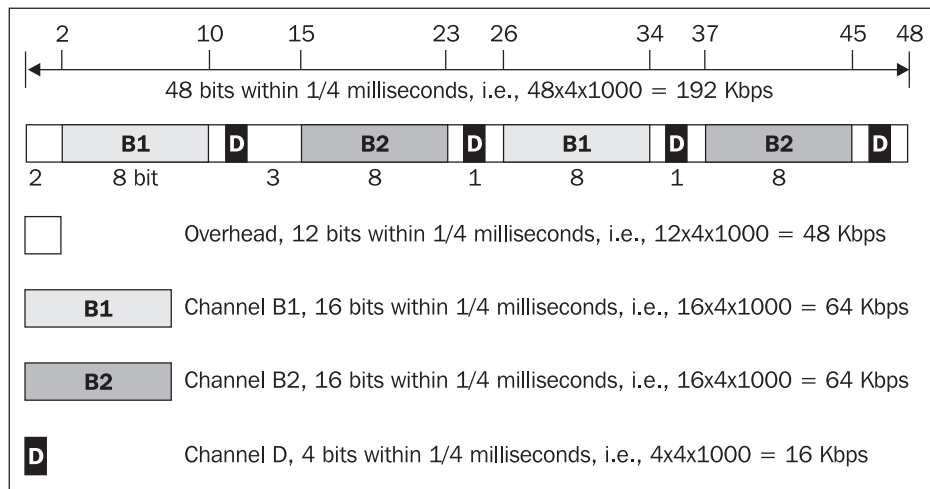 2 10 15 23 26 34 37 45 48
48 bits within 1/4 milliseconds, i.e., 48x4x1000 = 192 Kbps
B1 D B2 D B1 D B2 D
2 8 bit 3 8 1 8 1 8
Overhead, 12 bits within 1/4 milliseconds, i.e., 12x4x1000 = 48 Kbps
B1 Channel B1, 16 bits within 1/4 milliseconds, i.e., 16x4x1000 = 64 Kbps
B2 Channel B2, 16 bits within 1/4 milliseconds, i.e., 16x4x1000 = 64 Kbps
D Channel D, 4 bits within 1/4 milliseconds, i.e., 4x4x1000 = 16 Kbps